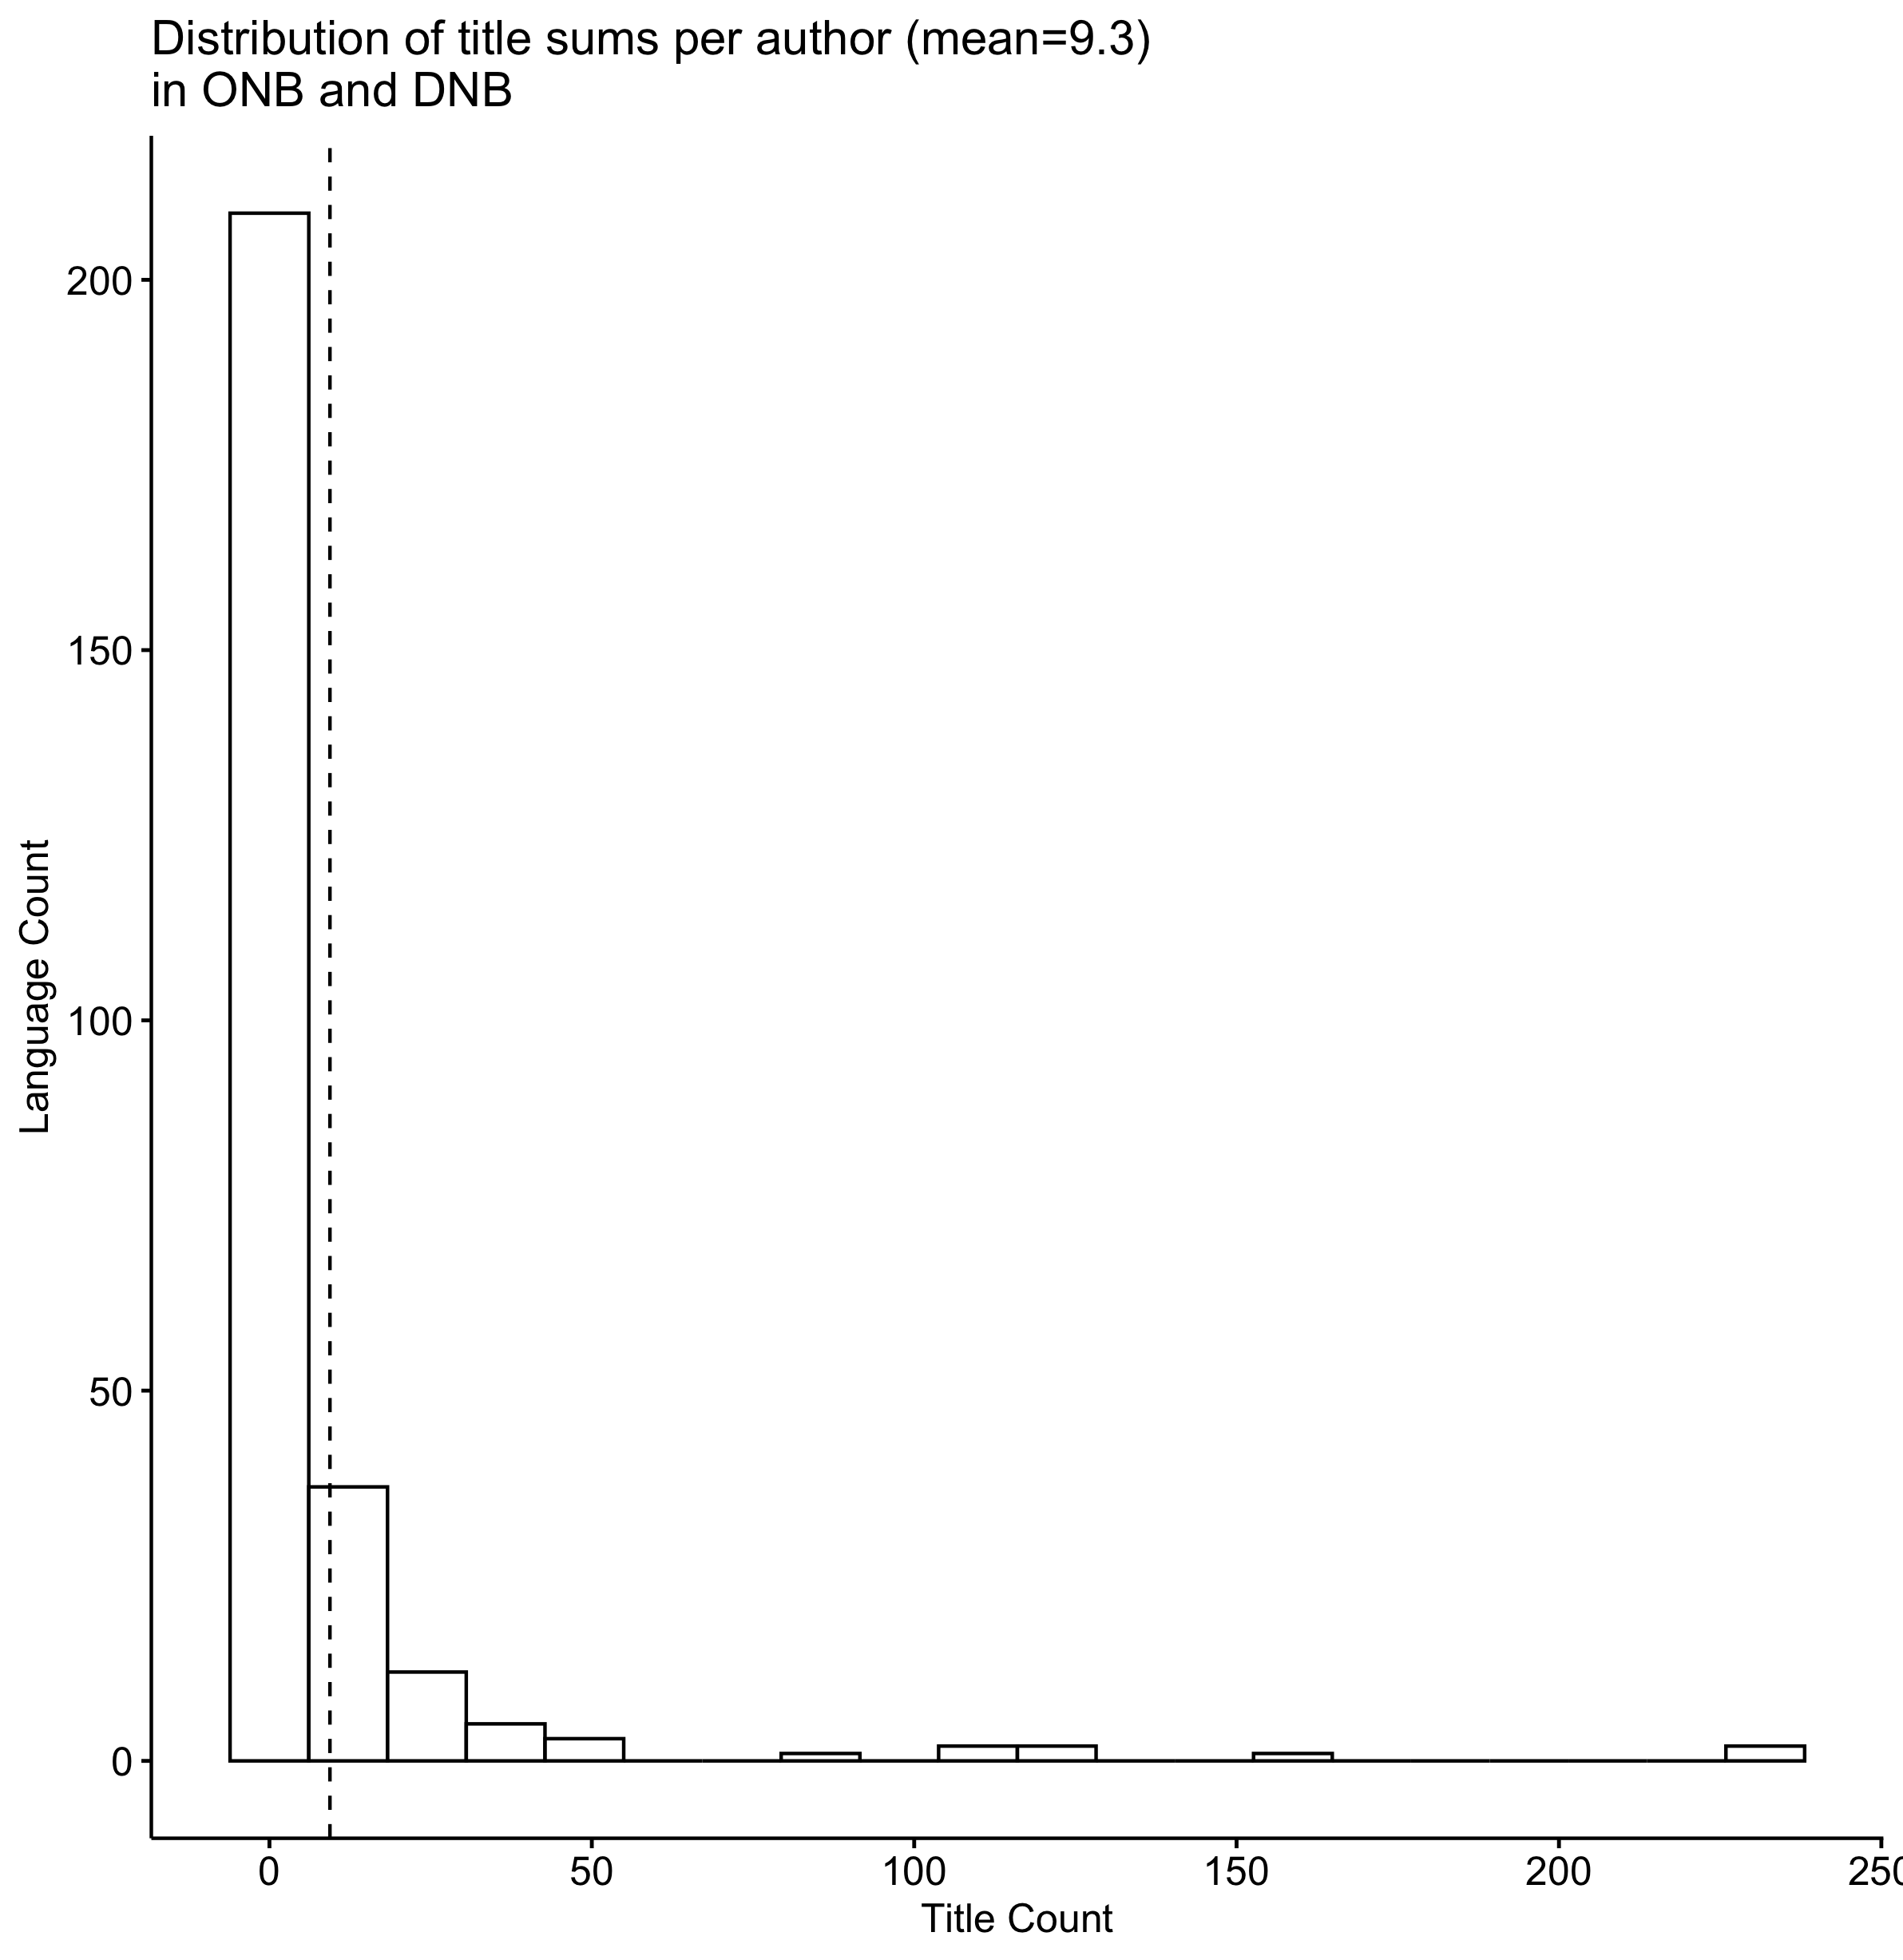 Distribution of title sums per author (mean=9.3)
in ONB and DNB
Language Count
200
150
100
50
0
0 50 100 150 200 250
Title Count